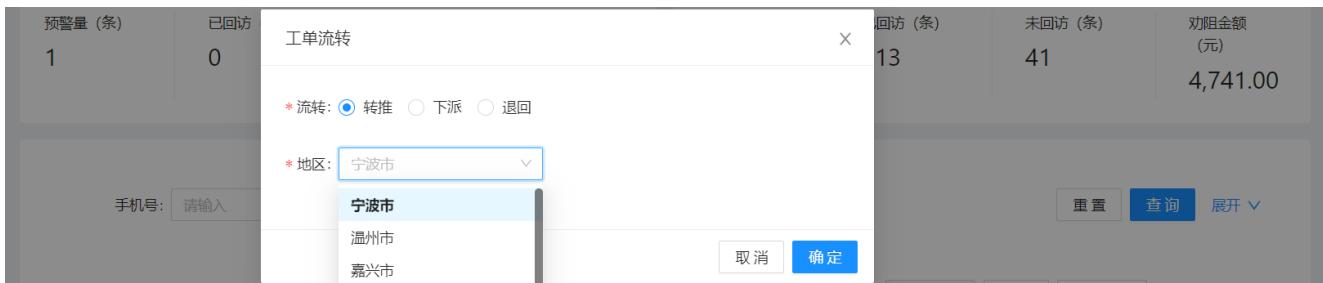 预警量（条） 已回访 工单流转 回访（条） 未回访（条） 劝阻金额
（元）
1 0 13 41
4,741.00
* 流转: 转推 下派 退回
* 地区: 宁波市
手机号: 请输入 宁波市 重置 查询 展开
温州市
取消 确定
嘉兴市